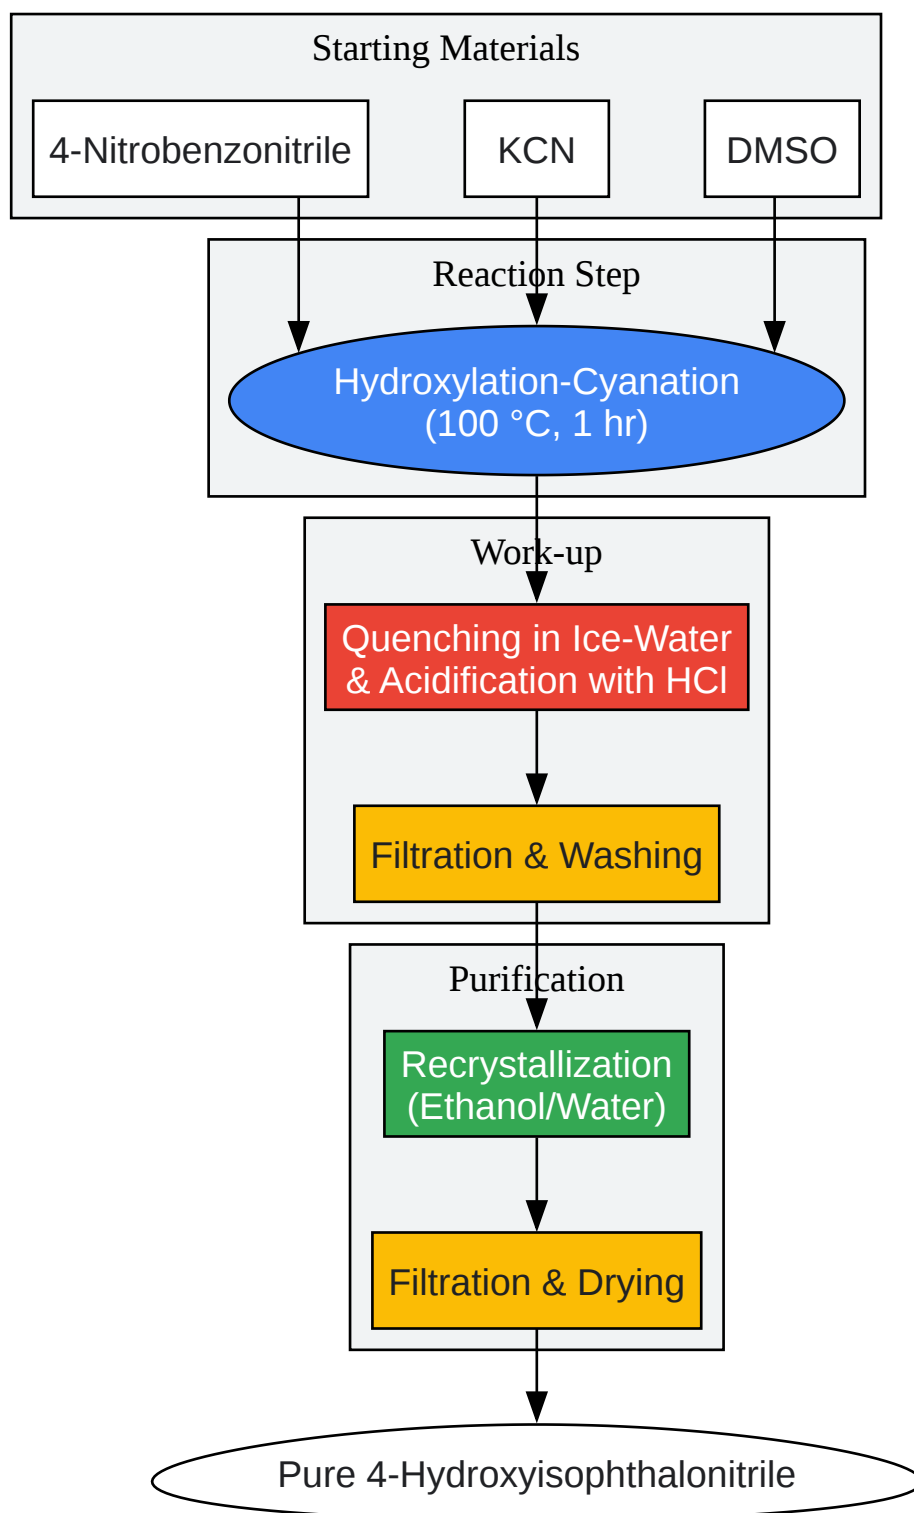 Starting Materials
4-Nitrobenzonitrile
KCN
DMSO
Reaction Step
Hydroxylation-Cyanation
(100 °C, 1 hr)
Work-up
Quenching in Ice-Water
& Acidification with HCl
Filtration & Washing
Purification
Recrystallization
(Ethanol/Water)
Filtration & Drying
Pure 4-Hydroxyisophthalonitrile